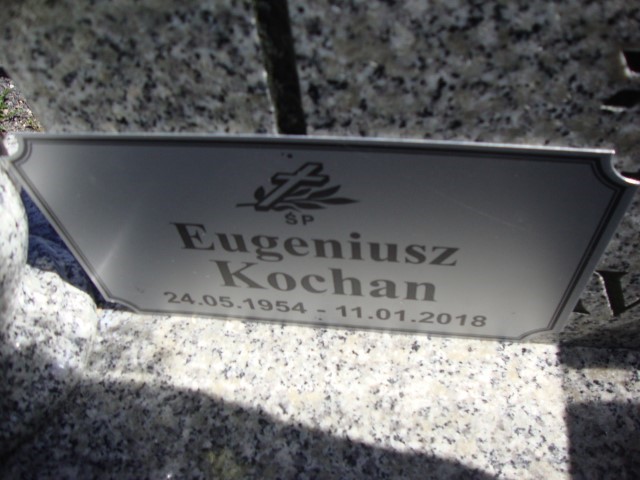 ŚP
Eugeniusz
Kochan
24.05.1954 - 11.01.2018